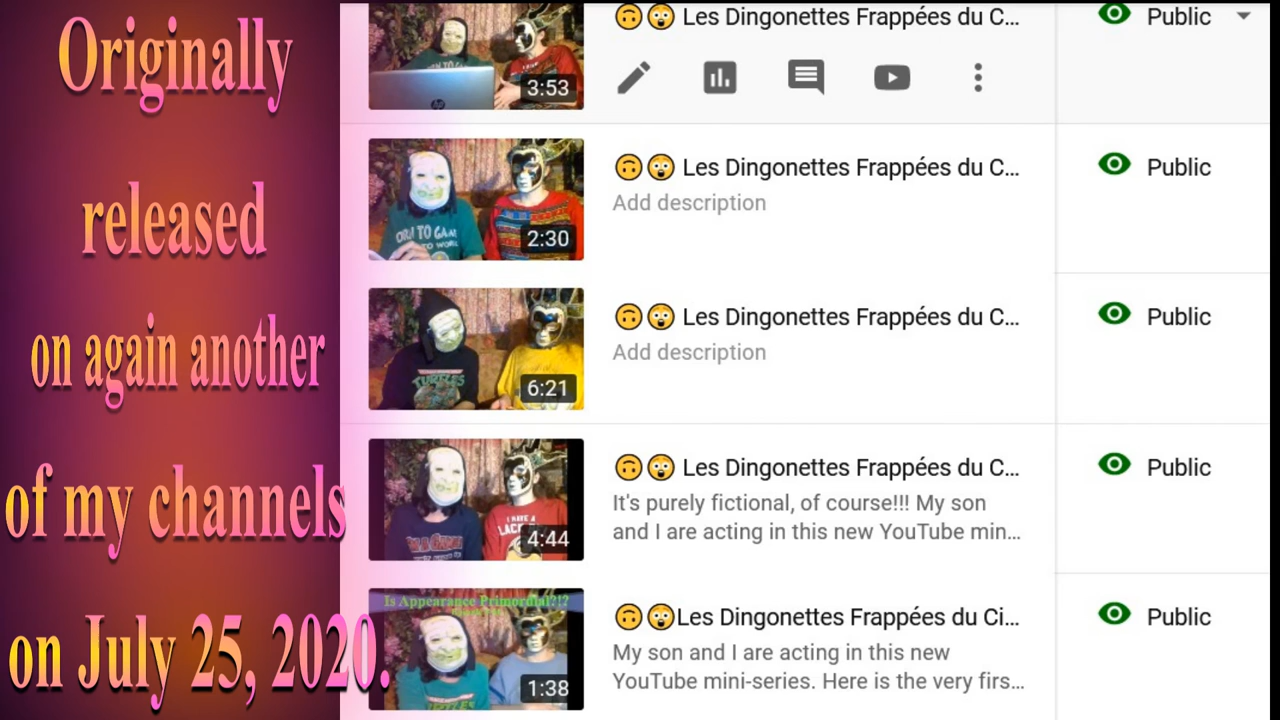 Originally
released
on again another
of my channels
on July 25, 2020.
🙃😲 Les Dingonettes Frappées du C...
Public
3:53
🙃😲 Les Dingonettes Frappées du C...
Add description
Public
2:30
🙃😲 Les Dingonettes Frappées du C...
Add description
Public
TURTLES
6:21
🙃😲 Les Dingonettes Frappées du C...
It's purely fictional, of course!!! My son
and I are acting in this new YouTube min...
Public
I HAVE A
4:44
🙃😲Les Dingonettes Frappées du Ci...
My son and I are acting in this new
YouTube mini-series. Here is the very firs...
Public
Is Appearance Primordial?!?
TURTLES
1:38